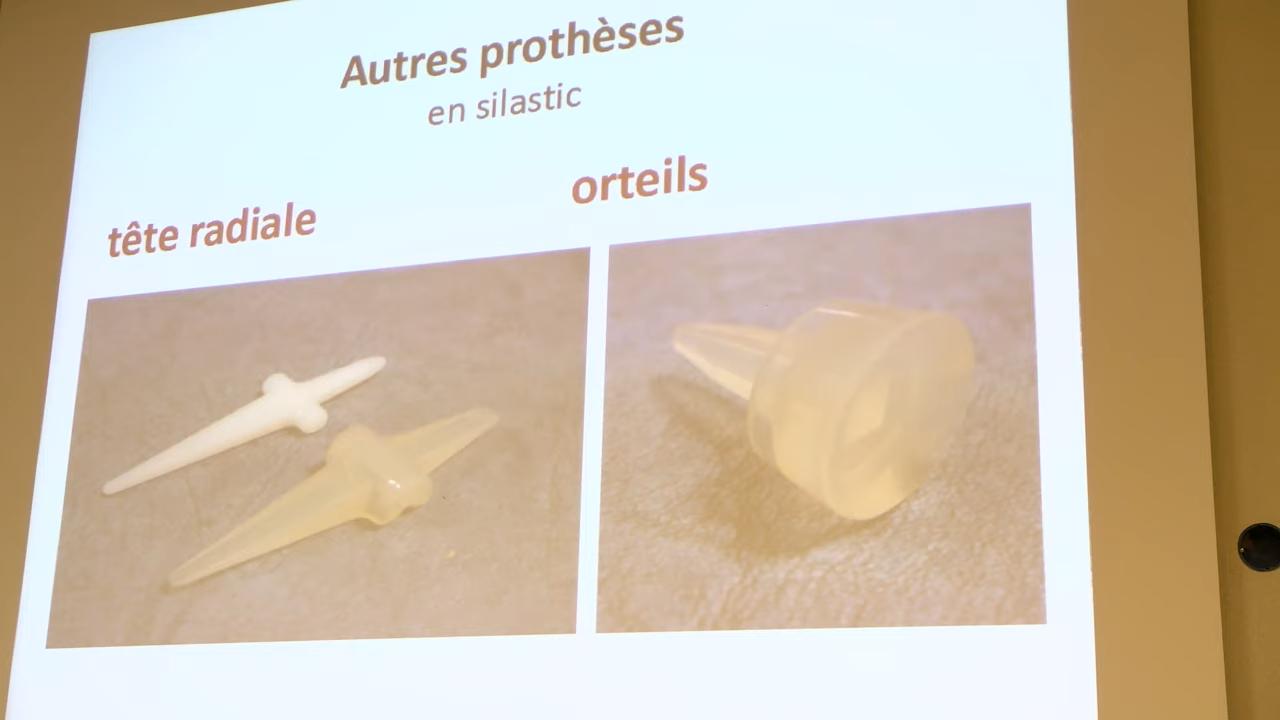 Autres prothèses
en silastic
tête radiale
orteils